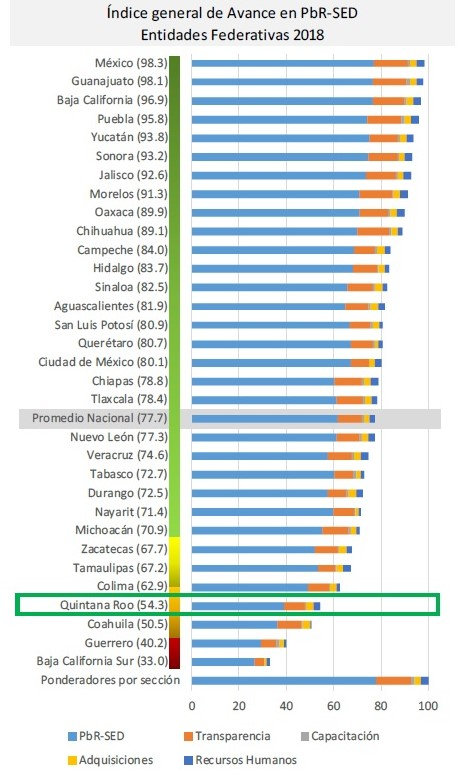 Índice general de Avance en PbR-SED
Entidades Federativas 2018
México (98.3)
Guanajuato (98.1)
Baja California (96.9)
Puebla (95.8)
Yucatán (93.8)
Sonora (93.2)
Jalisco (92.6)
Morelos (91.3)
Oaxaca (89.9)
Chihuahua (89.1)
Campeche (84.0)
Hidalgo (83.7)
Sinaloa (82.5)
Aguascalientes (81.9)
San Luis Potosí (80.9)
Querétaro (80.7)
Ciudad de México (80.1)
Chiapas (78.8)
Tlaxcala (78.4)
Promedio Nacional (77.7)
Nuevo León (77.3)
Veracruz (74.6)
Tabasco (72.7)
Durango (72.5)
Nayarit (71.4)
Michoacán (70.9)
Zacatecas (67.7)
Tamaulipas (67.2)
Colima (62.9)
Quintana Roo (54.3)
Coahuila (50.5)
Guerrero (40.2)
Baja California Sur (33.0)
Ponderadores por sección
0 20 40 60 80 100
PbR-SED Transparencia Capacitación
Adquisiciones Recursos Humanos